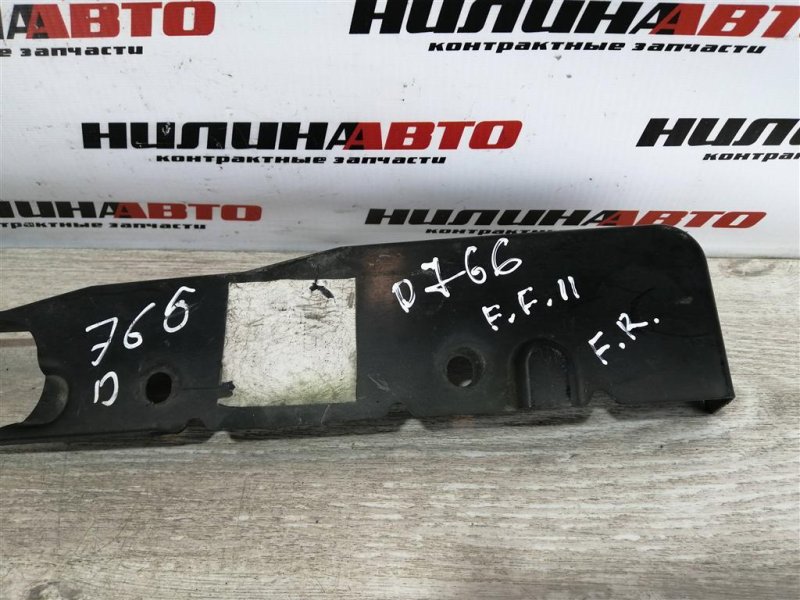 НИЛИНААВТО
контрактные запчасти
НИЛИНААВТО
контрактные запчасти
НИЛИНААВТО
контрактные запчасти
НИЛИНААВТО
контрактные
НИЛИНААВТО
контрактные запчасти
НИЛИНААВТО
контрактные запчасти
766
D
D766
F.F.11
F.R.